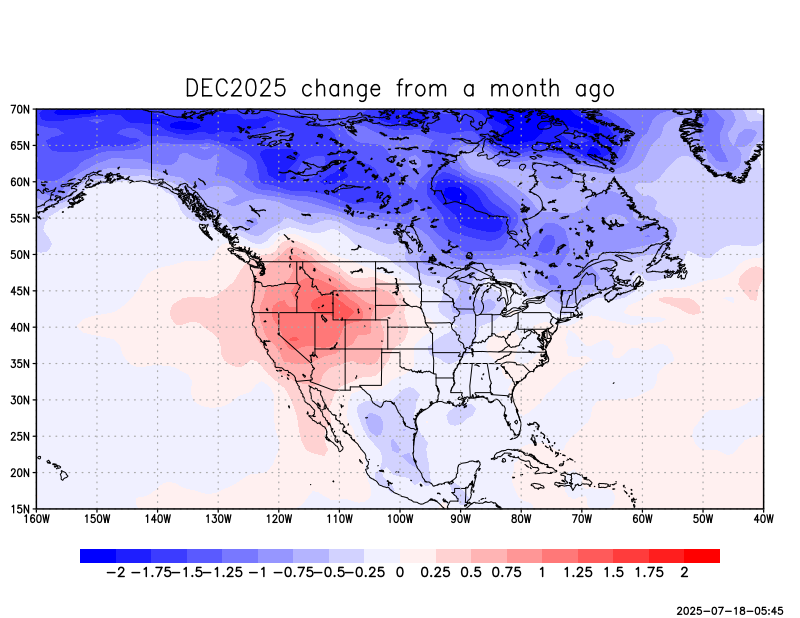 DEC2025 change from a month ago
70N
65N
60N
55N
50N
45N
40N
35N
30N
25N
20N
15N
160W 150W 140W 130W 120W 110W 100W 90W 80W 70W 60W 50W 40W
-2 -1.75 -1.5 -1.25 -1 -0.75 -0.5 -0.25 0 0.25 0.5 0.75 1 1.25 1.5 1.75 2
2025-07-18-05:45